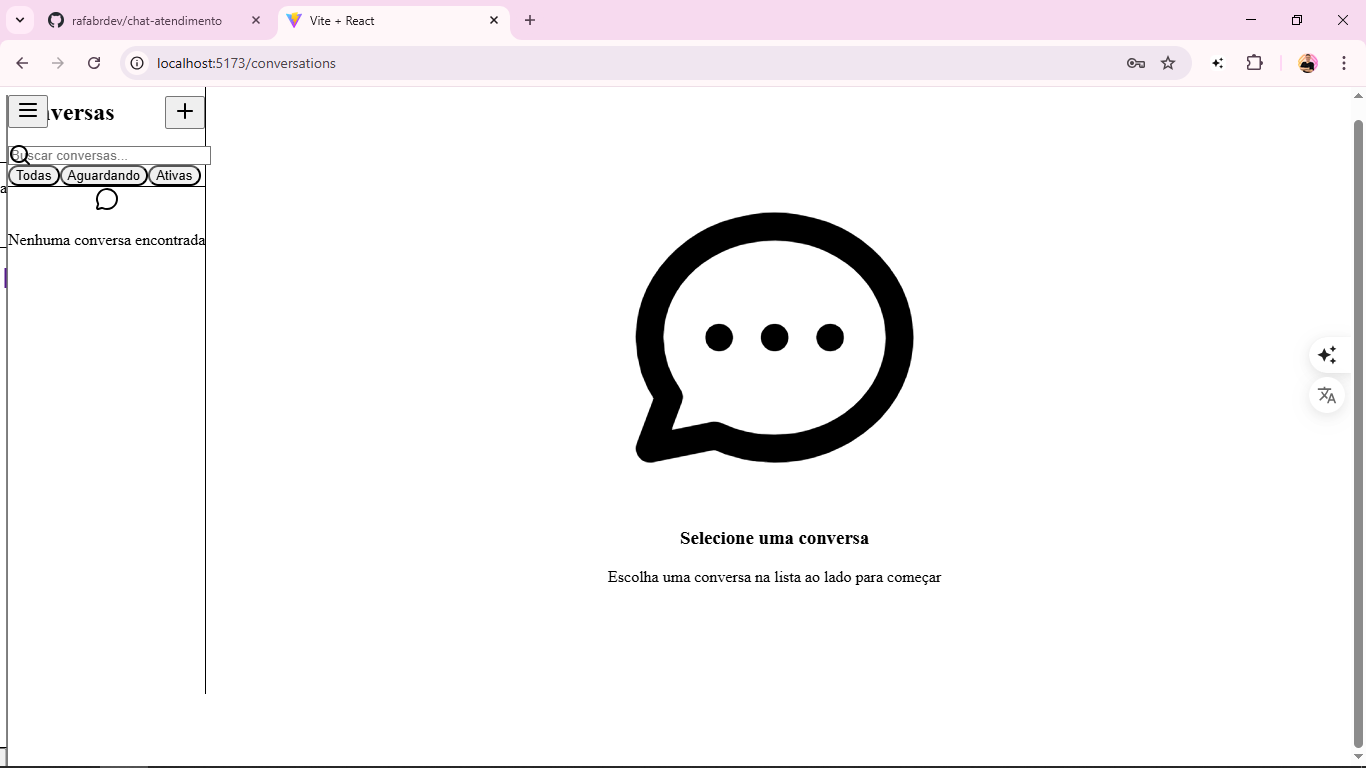 rafabrdev/chat-atendimento
Vite + React
localhost:5173/conversations
versas
Buscar conversas...
Todas Aguardando Ativas
a
Nenhuma conversa encontrada
Selecione uma conversa
Escolha uma conversa na lista ao lado para começar